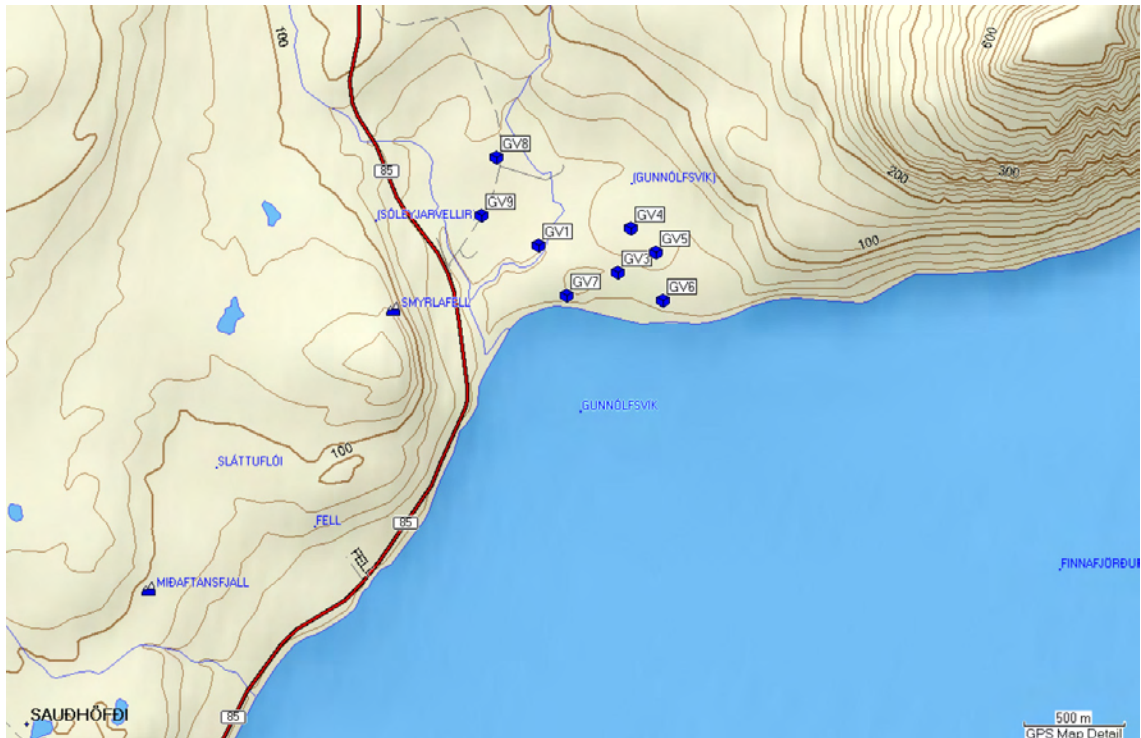 100
600
GV8
85
200
300
(GUNNÓLFSVÍK)
GV9
(SÓLEYJARVELLIR)
GV4
GV1
GV5
100
GV3
GV7
GV6
SMYRLAFELL
GUNNÓLFSVÍK
100
SLÁTTUFLÓI
FELL
85
FELL
FINNAFJÖRÐUR
MIÐAFTANSFJALL
SAUÐHÖFÐI
85
500 m
GPS Map Detail